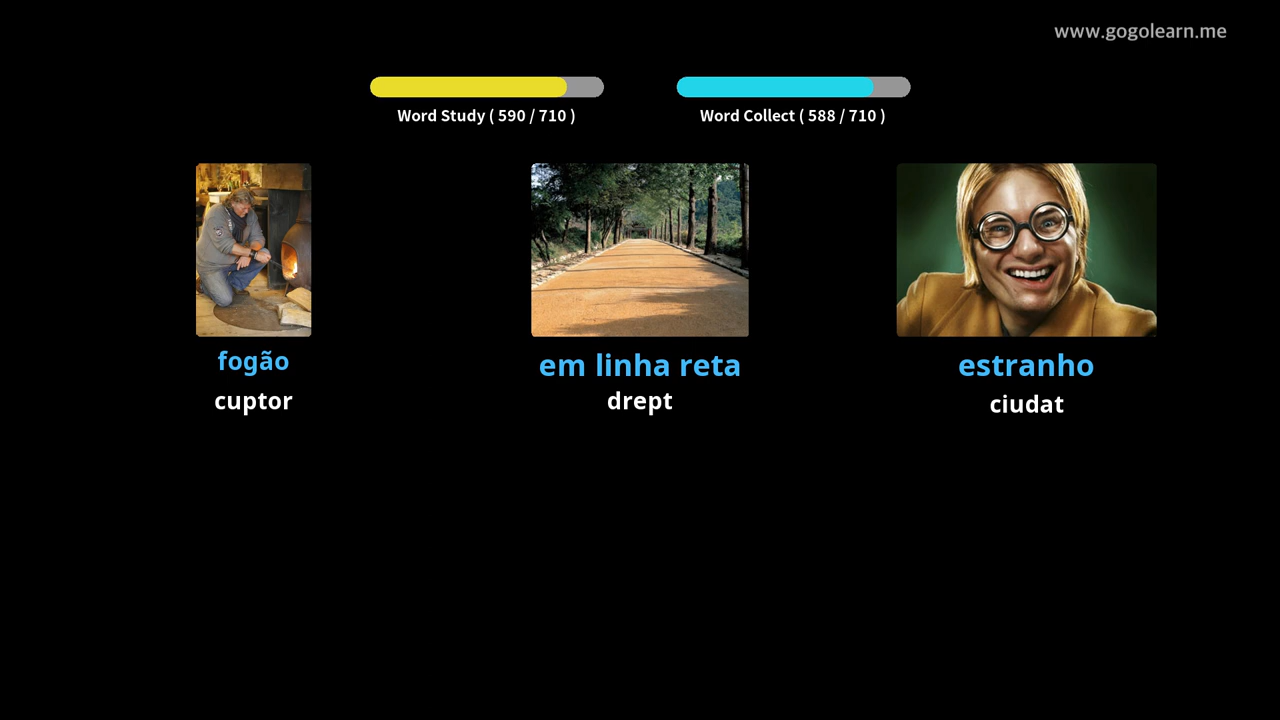 www.gogolearn.me
Word Study ( 590 / 710 )
Word Collect ( 588 / 710 )
fogão
cuptor
em linha reta
drept
estranho
ciudat